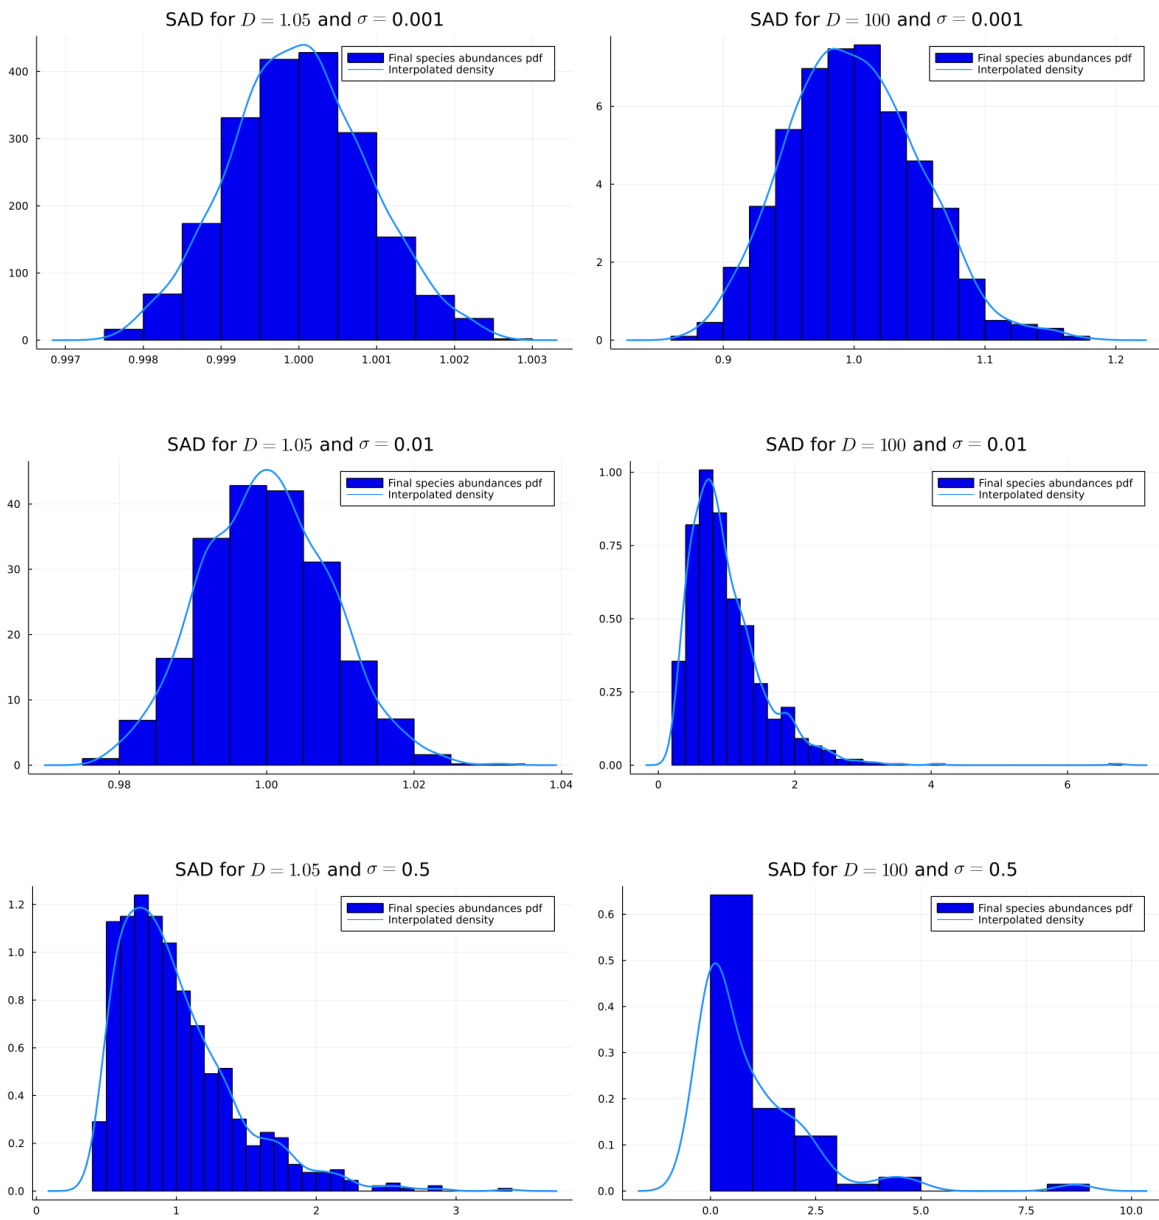 SAD for D = 1.05 and σ = 0.001
400
300
200
100
0
0.997 0.998 0.999 1.000 1.001 1.002 1.003
Final species abundances pdf
Interpolated density
SAD for D = 100 and σ = 0.001
6
4
2
0
0.9 1.0 1.1 1.2
Final species abundances pdf
Interpolated density
SAD for D = 1.05 and σ = 0.01
40
30
20
10
0
0.98 1.00 1.02 1.04
Final species abundances pdf
Interpolated density
SAD for D = 100 and σ = 0.01
1.00
0.75
0.50
0.25
0.00
0 2 4 6
Final species abundances pdf
Interpolated density
SAD for D = 1.05 and σ = 0.5
1.2
1.0
0.8
0.6
0.4
0.2
0.0
0 1 2 3
Final species abundances pdf
Interpolated density
SAD for D = 100 and σ = 0.5
0.6
0.5
0.4
0.3
0.2
0.1
0.0
0.0 2.5 5.0 7.5 10.0
Final species abundances pdf
Interpolated density